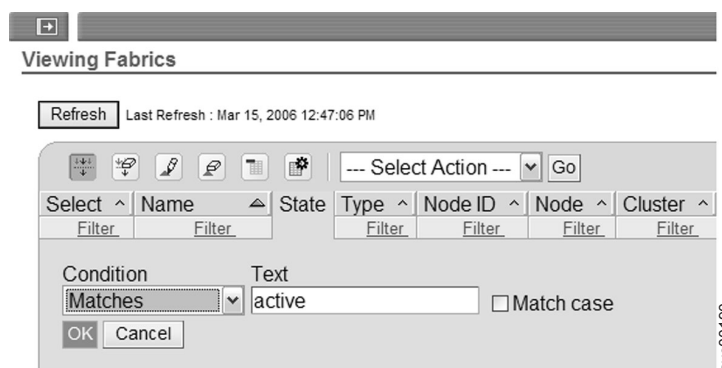 Viewing Fabrics
Refresh Last Refresh : Mar 15, 2006 12:47:06 PM
--- Select Action --- Go
Select Name State Type Node ID Node Cluster
Filter Filter Filter Filter Filter Filter
Condition Text
Matches active Match case
OK Cancel